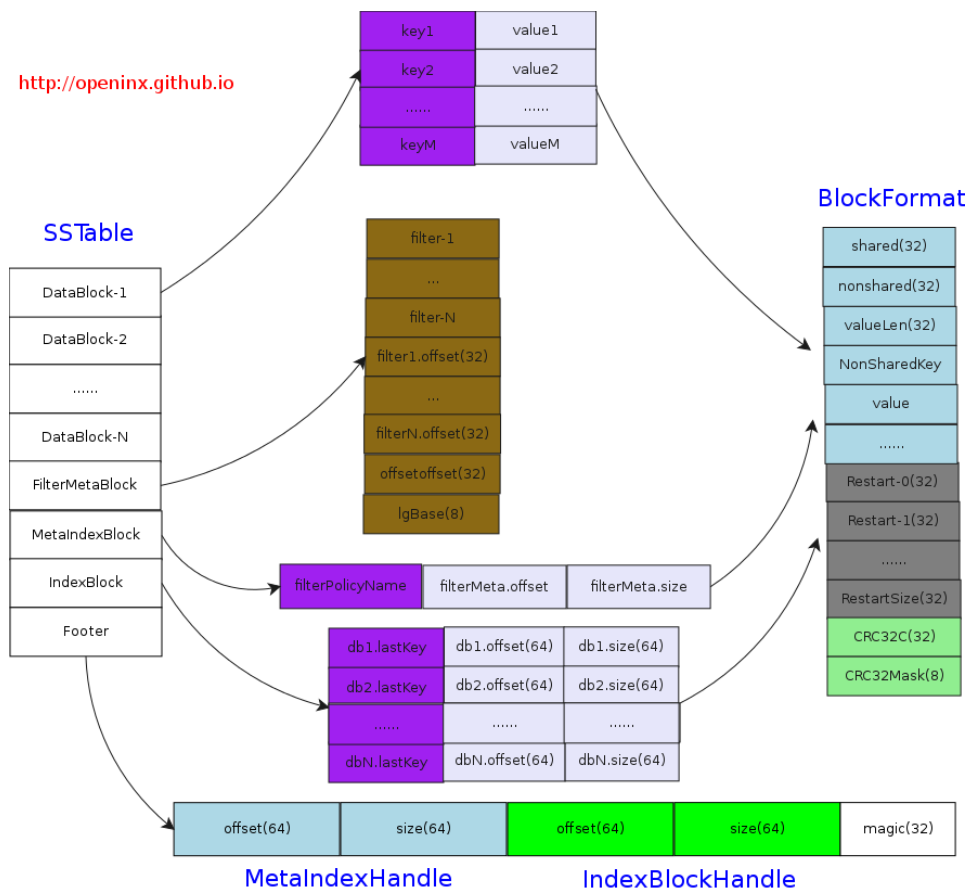 key1 value1
http://openinx.github.io
key2 value2
...... ......
keyM valueM
SSTable
DataBlock-1
DataBlock-2
......
DataBlock-N
FilterMetaBlock
MetaIndexBlock
IndexBlock
Footer
filter-1
...
filter-N
filter1.offset(32)
...
filterN.offset(32)
offsetoffset(32)
lgBase(8)
filterPolicyName filterMeta.offset filterMeta.size
db1.lastKey db1.offset(64) db1.size(64)
db2.lastKey db2.offset(64) db2.size(64)
...... ...... ......
dbN.lastKey dbN.offset(64) dbN.size(64)
BlockFormat
shared(32)
nonshared(32)
valueLen(32)
NonSharedKey
value
......
Restart-0(32)
Restart-1(32)
......
RestartSize(32)
CRC32C(32)
CRC32Mask(8)
offset(64) size(64) offset(64) size(64) magic(32)
MetaIndexHandle IndexBlockHandle